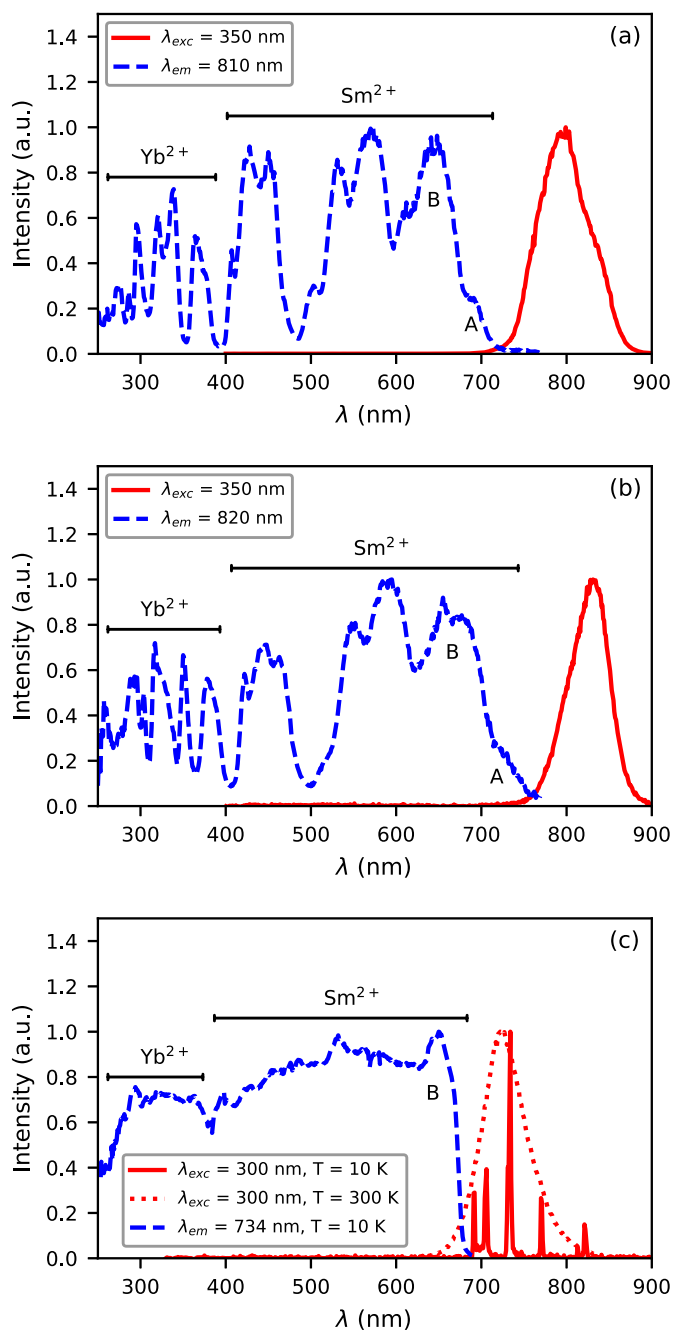 (a)
λexc = 350 nm
λem = 810 nm
Sm²⁺
Yb²⁺
B
A
Intensity (a.u.)
1.4
1.2
1.0
0.8
0.6
0.4
0.2
0.0
300 400 500 600 700 800 900
λ (nm)
(b)
λexc = 350 nm
λem = 820 nm
Sm²⁺
Yb²⁺
B
A
Intensity (a.u.)
1.4
1.2
1.0
0.8
0.6
0.4
0.2
0.0
300 400 500 600 700 800 900
λ (nm)
(c)
Sm²⁺
Yb²⁺
B
λexc = 300 nm, T = 10 K
λexc = 300 nm, T = 300 K
λem = 734 nm, T = 10 K
Intensity (a.u.)
1.4
1.2
1.0
0.8
0.6
0.4
0.2
0.0
300 400 500 600 700 800 900
λ (nm)